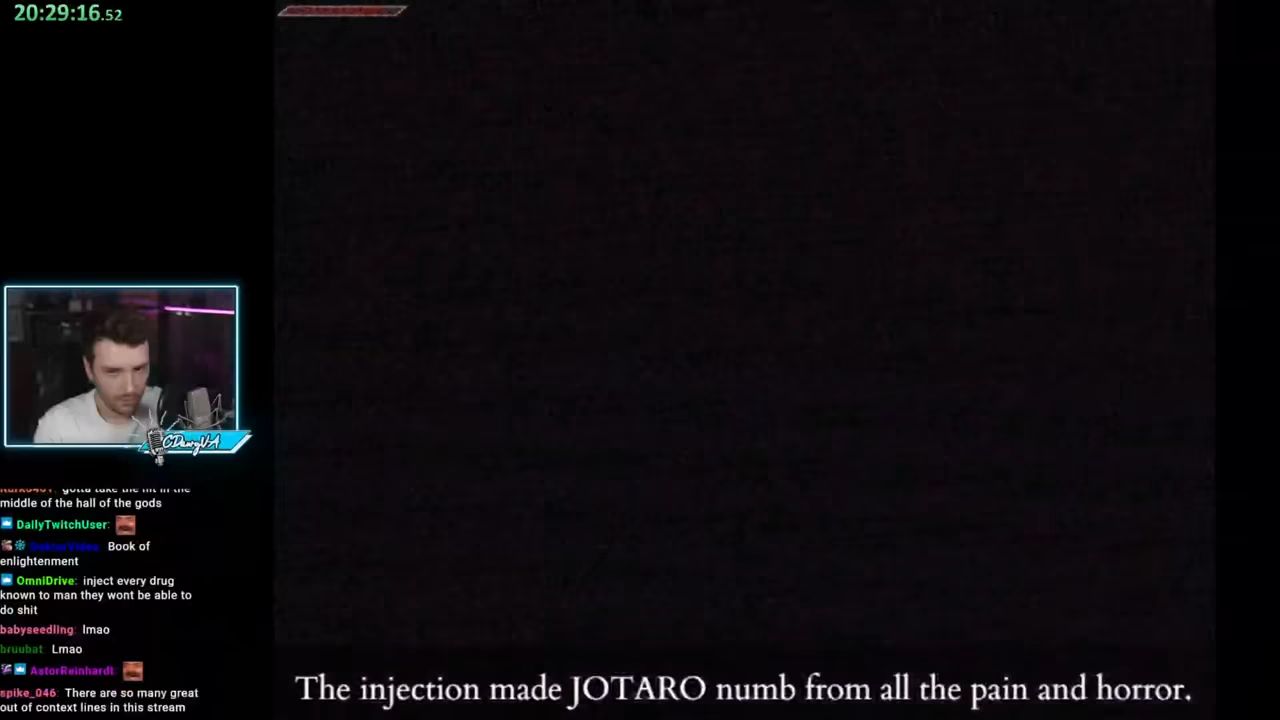 20:29:16.52
CDawgVA
gotta take the hit in the
middle of the hall of the gods
DailyTwitchUser:
Book of
enlightenment
OmniDrive: inject every drug
known to man they wont be able to
do shit
babyseedling: lmao
bruubat: Lmao
AstorReinhardt:
spike_046: There are so many great
out of context lines in this stream
The injection made JOTARO numb from all the pain and horror.